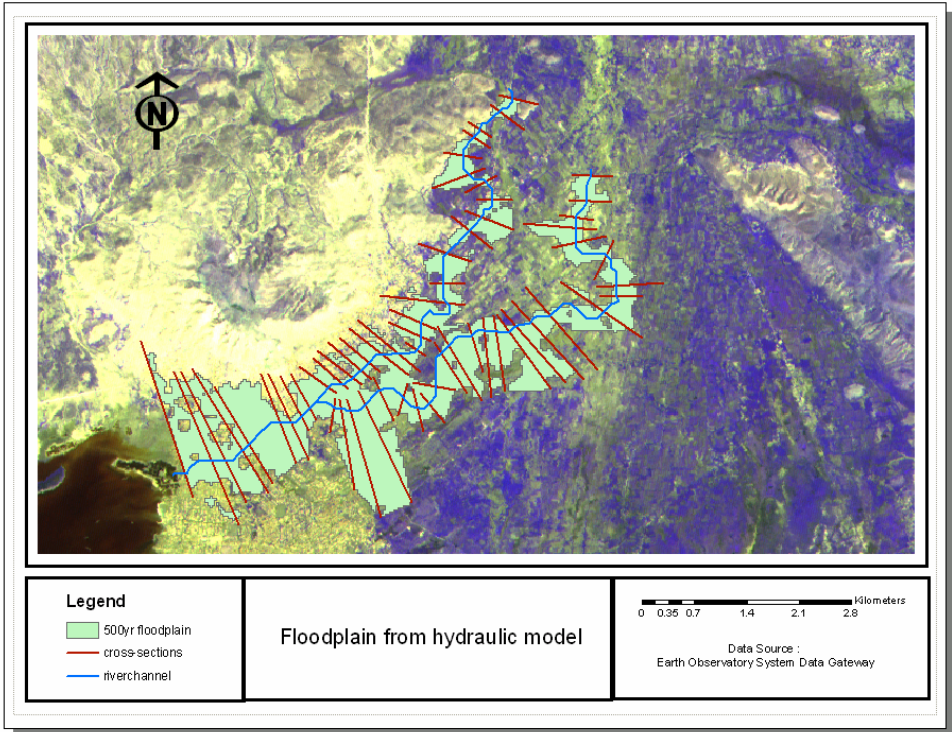 N
Legend
500yr floodplain
cross-sections
riverchannel
Floodplain from hydraulic model
Kilometers
0 0.35 0.7 1.4 2.1 2.8
Data Source :
Earth Observatory System Data Gateway